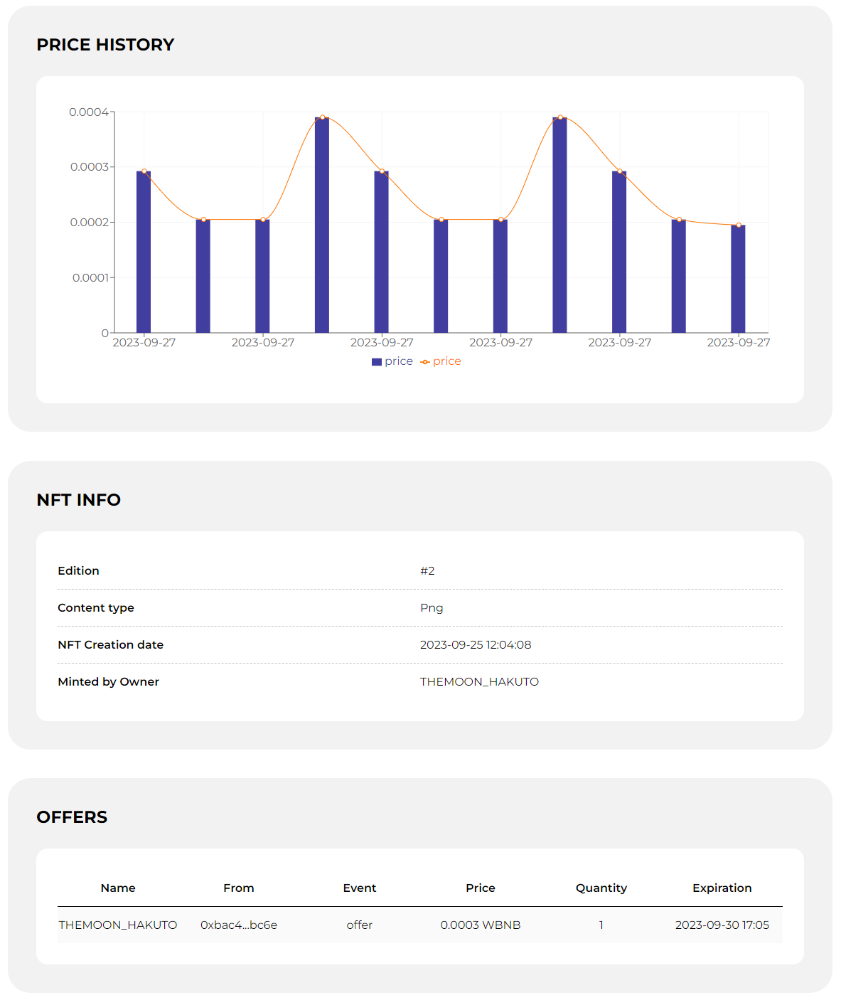 PRICE HISTORY
0.0004
0.0003
0.0002
0.0001
0
2023-09-27 2023-09-27 2023-09-27 2023-09-27 2023-09-27 2023-09-27
price price
NFT INFO
Edition #2
Content type Png
NFT Creation date 2023-09-25 12:04:08
Minted by Owner THEMOON_HAKUTO
OFFERS
Name From Event Price Quantity Expiration
THEMOON_HAKUTO 0xbac4...bc6e offer 0.0003 WBNB 1 2023-09-30 17:05